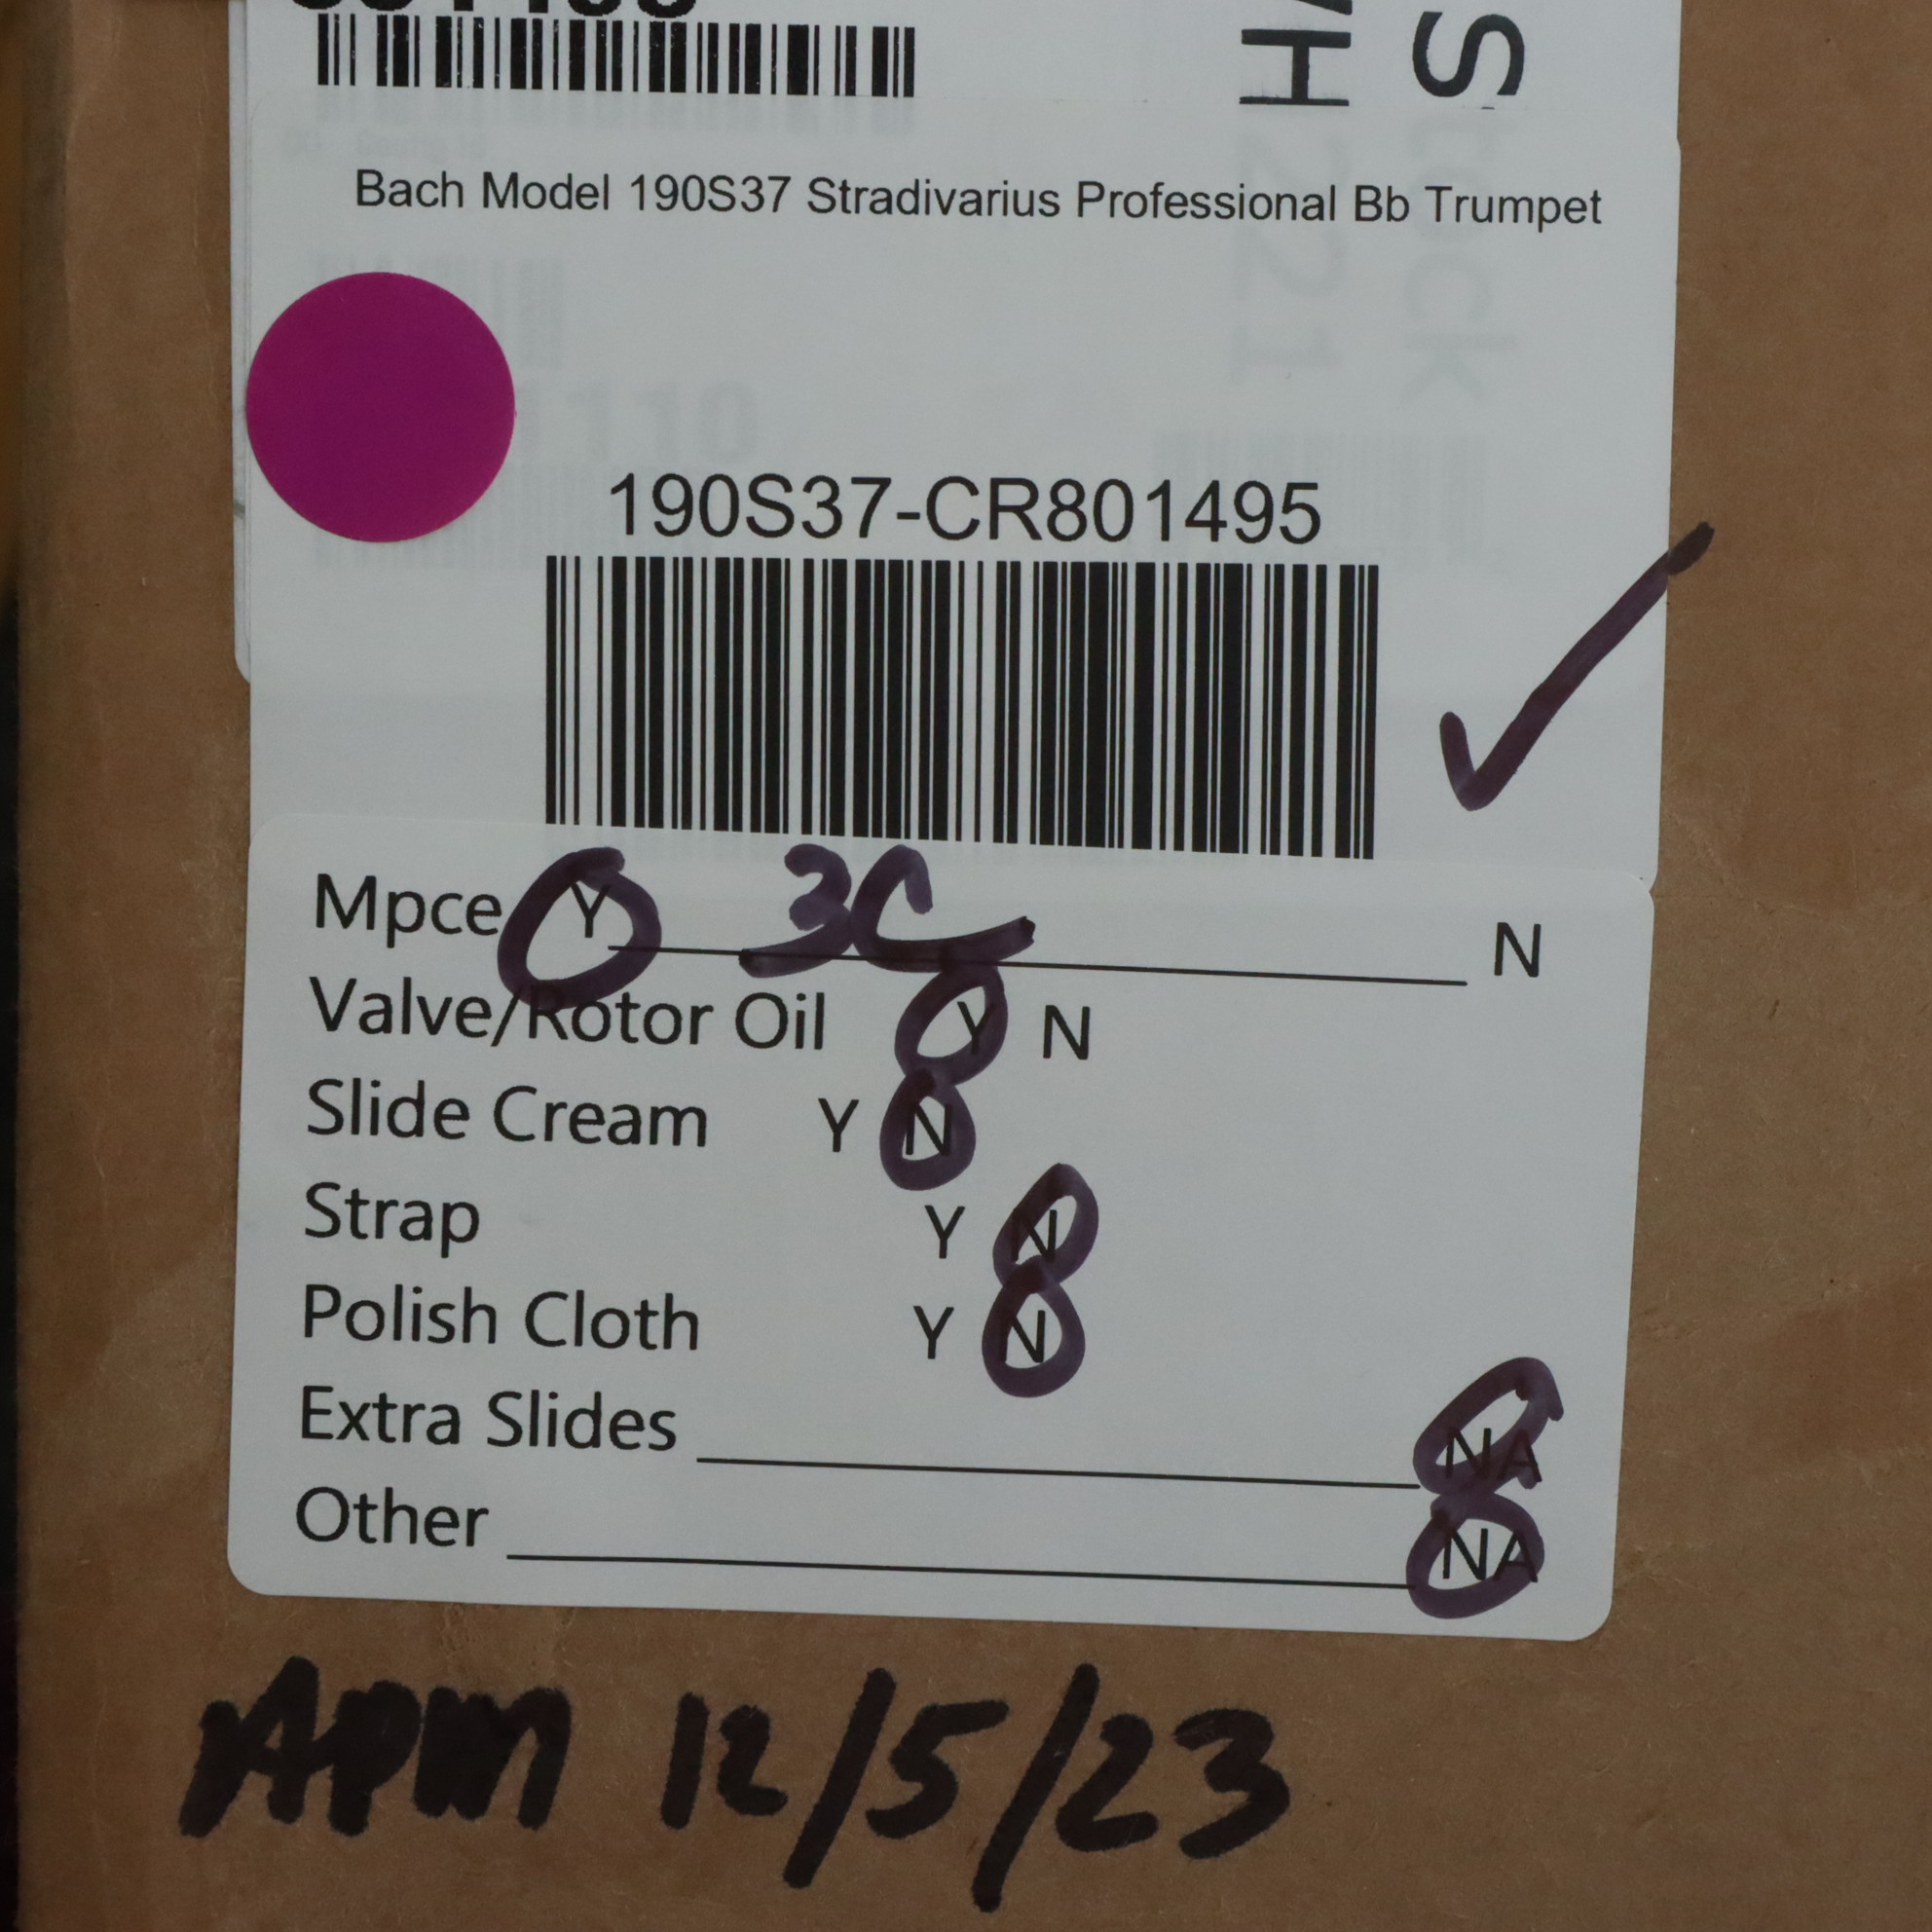 Bach Model 190S37 Stradivarius Professional Bb Trumpet
190S37-CR801495
Mpce Y 3C N
Valve/Rotor Oil Y N
Slide Cream Y N
Strap Y N
Polish Cloth Y N
Extra Slides NA
Other NA
APM 12/5/23